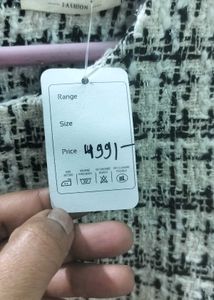 FASHION
Range
Size
Price 4991-